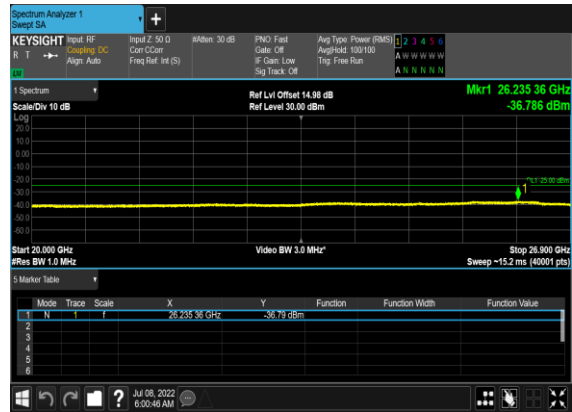 Spectrum Analyzer 1
Swept SA
+
KEYSIGHT Input: RF Input Z: 50 Ω #Atten: 30 dB PNO: Fast Avg Type: Power (RMS) 1 2 3 4 5 6
R T Coupling: DC Corr CCorr Gate: Off Avg|Hold: 100/100 A W W W W W
Align: Auto Freq Ref: Int (S) IF Gain: Low Trig: Free Run
Sig Track: Off A N N N N N
1 Spectrum Ref Lvl Offset 14.98 dB Mkr1 26.235 36 GHz
Scale/Div 10 dB Ref Level 30.00 dBm -36.786 dBm
Log
20.0
10.0
0.00
-10.0
-20.0
DL1 -25.00 dBm
1
-30.0
-40.0
-50.0
-60.0
Start 20.000 GHz Video BW 3.0 MHz* Stop 26.900 GHz
#Res BW 1.0 MHz Sweep ~15.2 ms (40001 pts)
5 Marker Table
Mode Trace Scale X Y Function Function Width Function Value
1 N 1 f 26.235 36 GHz -36.79 dBm
2
3
4
5
6
? Jul 08, 2022
6:00:46 AM